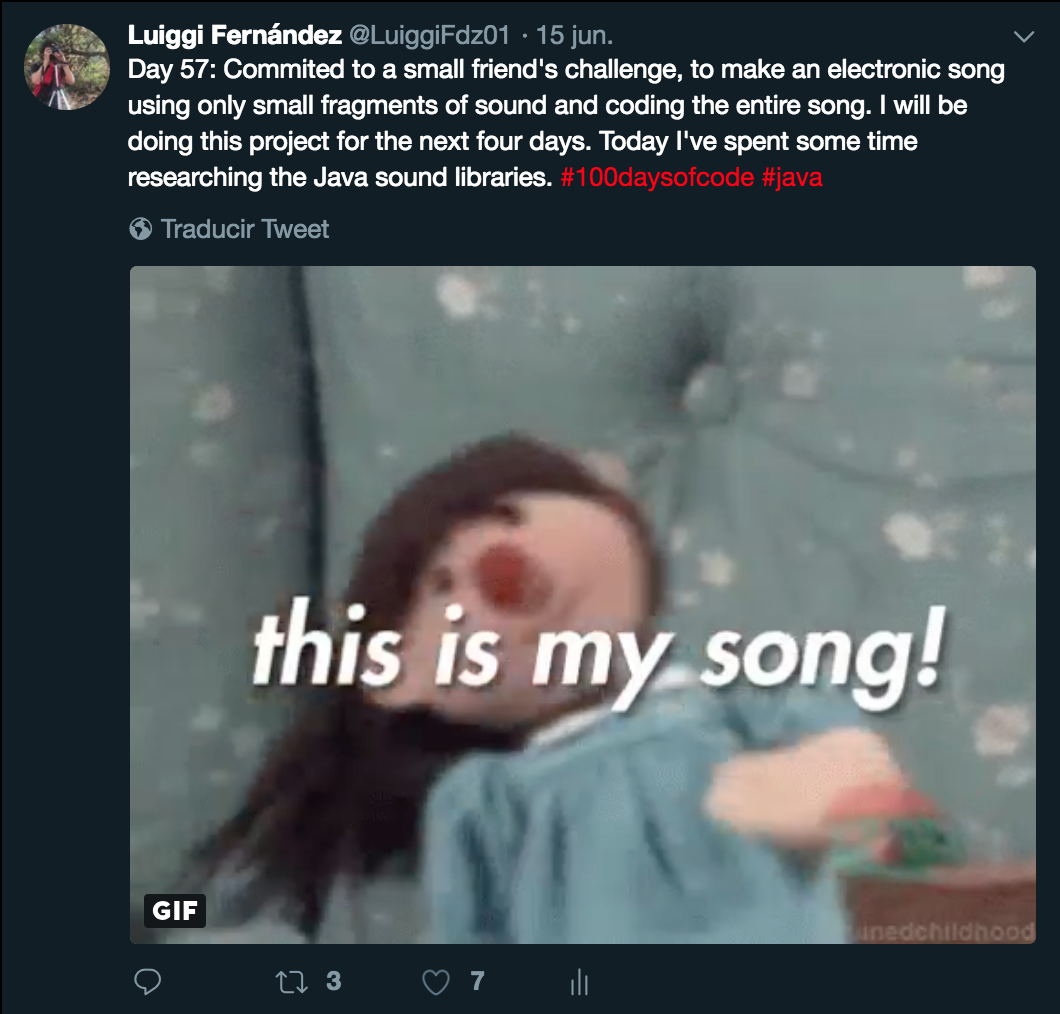 Luiggi Fernández @LuiggiFdz01 · 15 jun.
Day 57: Commited to a small friend's challenge, to make an electronic song
using only small fragments of sound and coding the entire song. I will be
doing this project for the next four days. Today I've spent some time
researching the Java sound libraries. #100daysofcode #java
Traducir Tweet
this is my song!
GIF
inedchildhood
3 7